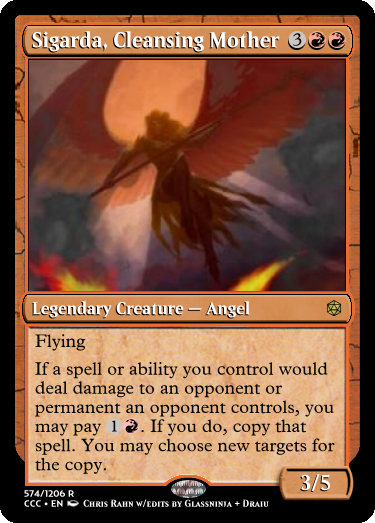 Sigarda, Cleansing Mother 3
Legendary Creature — Angel
Flying
If a spell or ability you control would
deal damage to an opponent or
permanent an opponent controls, you
may pay 1 . If you do, copy that
spell. You may choose new targets for
the copy.
3/5
574/1206 R
CCC • EN Chris Rahn w/edits by Glassninja + Draiu